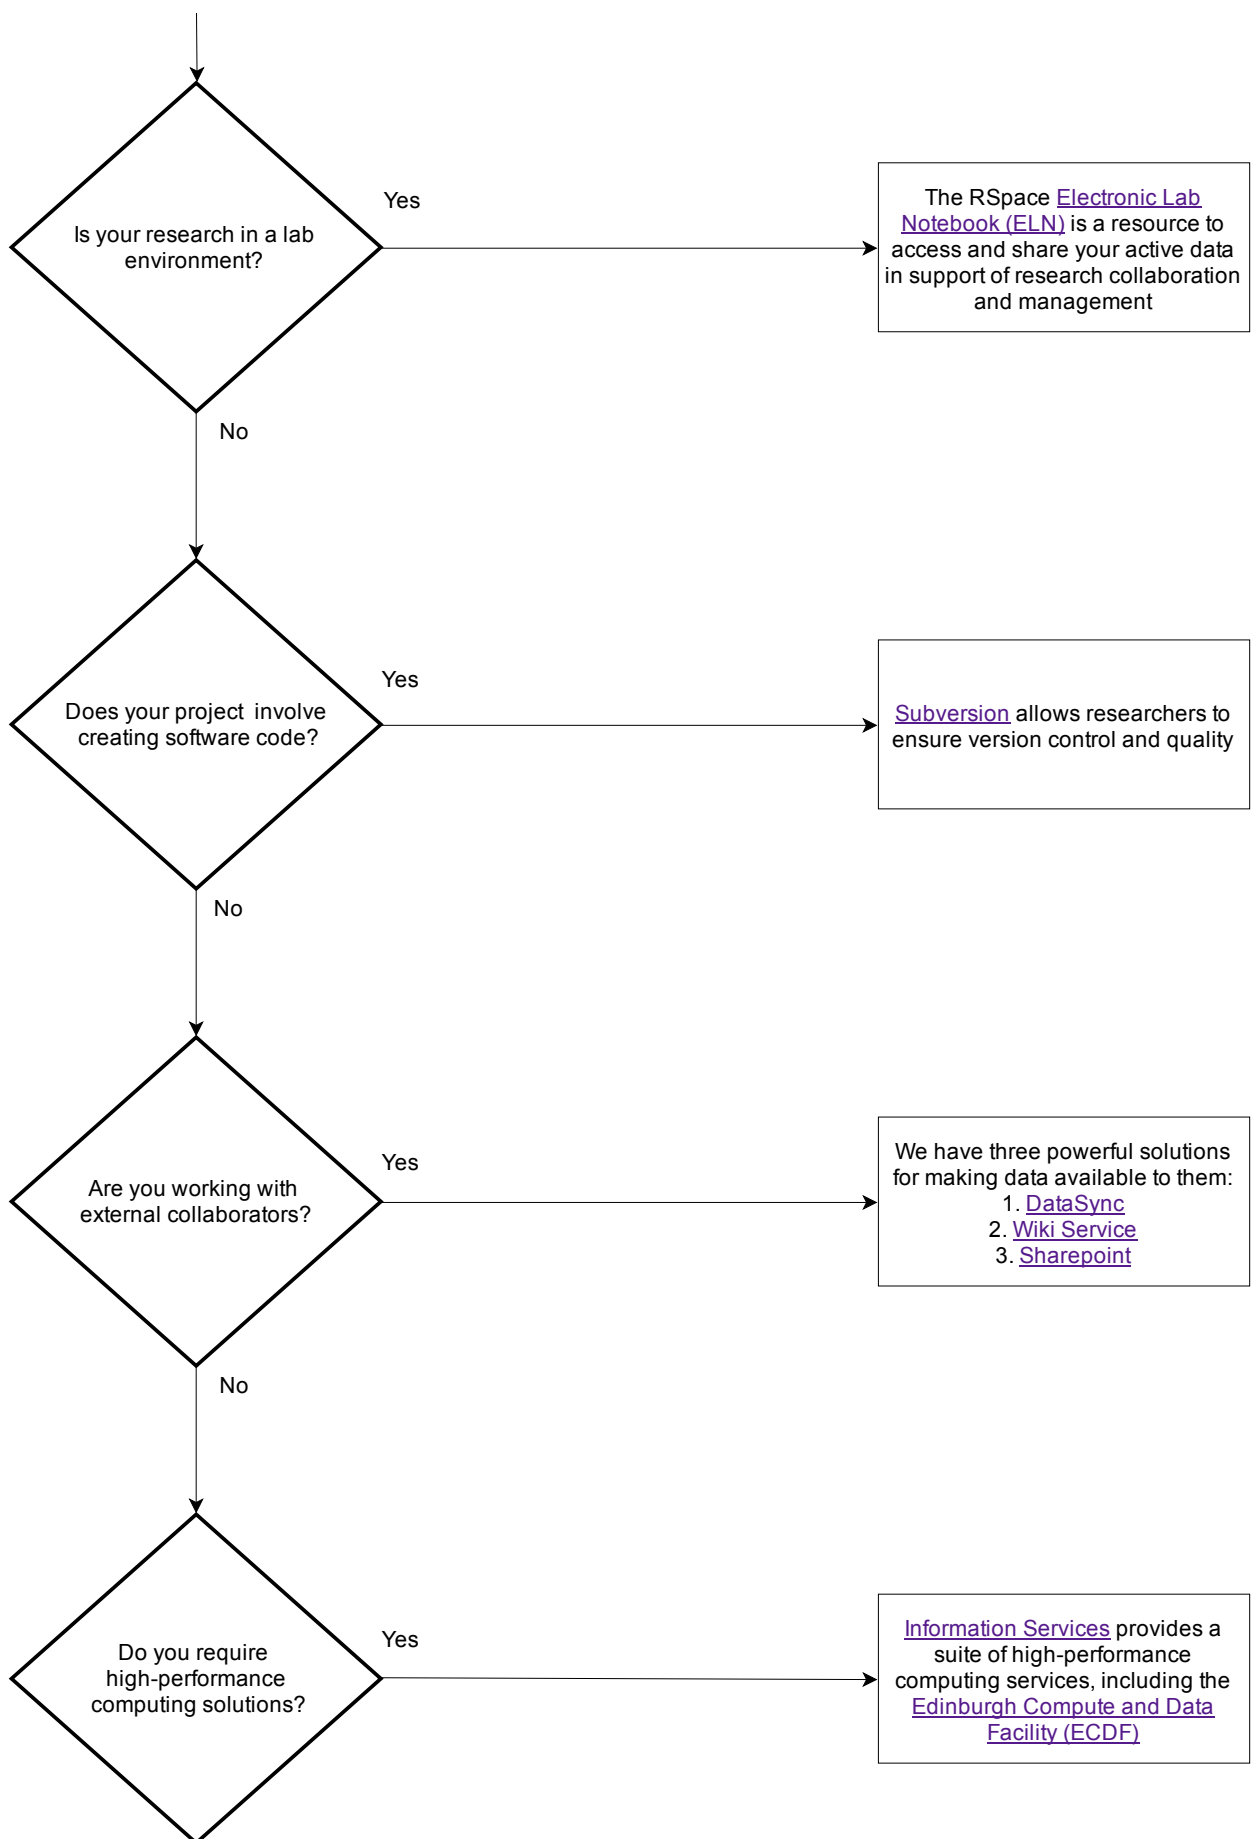 Is your research in a lab
environment?
Yes
The RSpace Electronic Lab
Notebook (ELN) is a resource to
access and share your active data
in support of research collaboration
and management
No
Does your project involve
creating software code?
Yes
Subversion allows researchers to
ensure version control and quality
No
Are you working with
external collaborators?
Yes
We have three powerful solutions
for making data available to them:
1. DataSync
2. Wiki Service
3. Sharepoint
No
Do you require
high-performance
computing solutions?
Yes
Information Services provides a
suite of high-performance
computing services, including the
Edinburgh Compute and Data
Facility (ECDF)